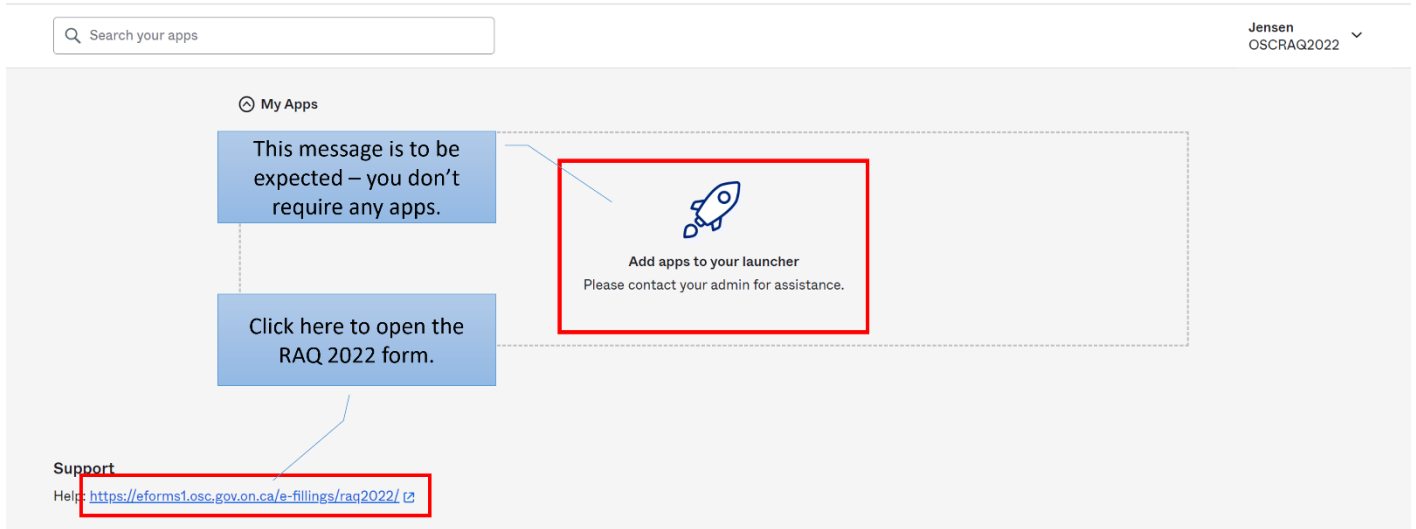 Search your apps
Jensen
OSCRAQ2022
My Apps
This message is to be
expected – you don’t
require any apps.
Add apps to your launcher
Please contact your admin for assistance.
Click here to open the
RAQ 2022 form.
Support
Help: https://eforms1.osc.gov.on.ca/e-fillings/raq2022/